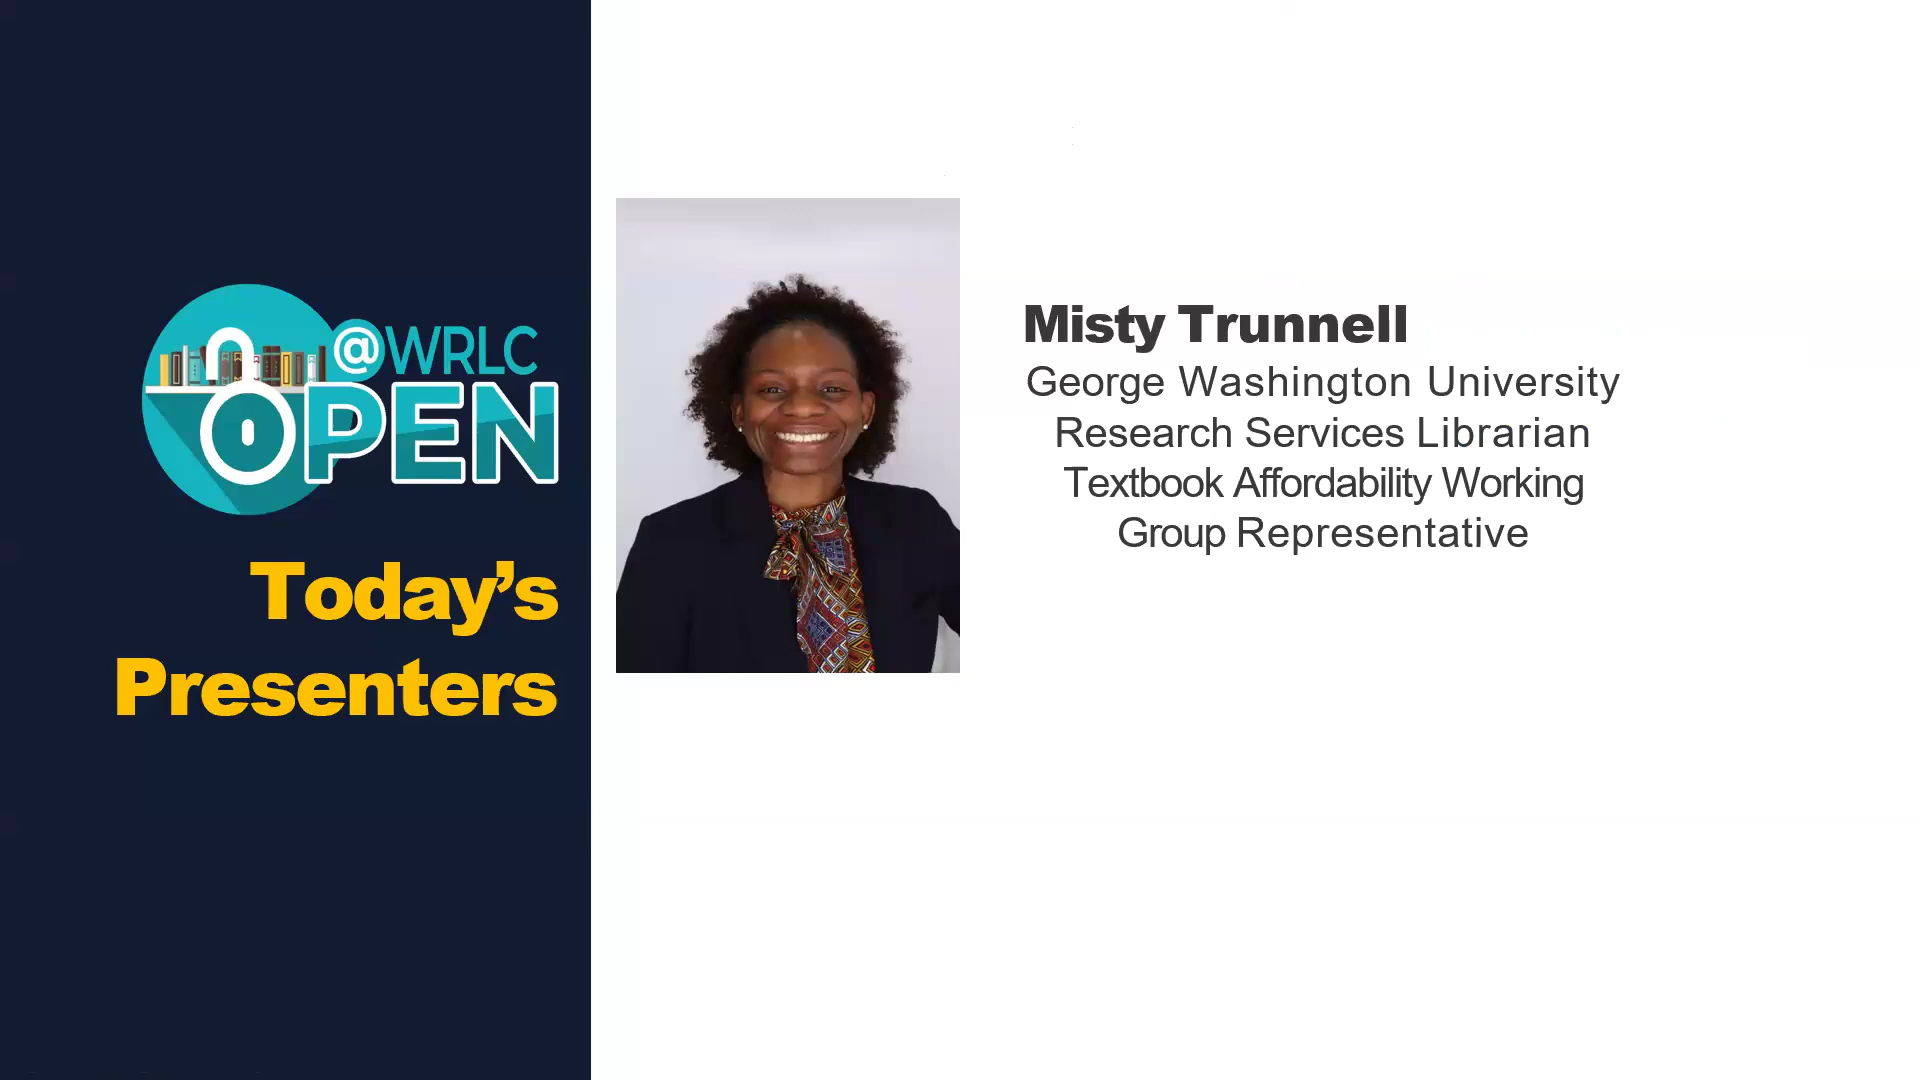 @WRLC
OPEN
Today’s
Presenters
Misty Trunnell
George Washington University
Research Services Librarian
Textbook Affordability Working
Group Representative